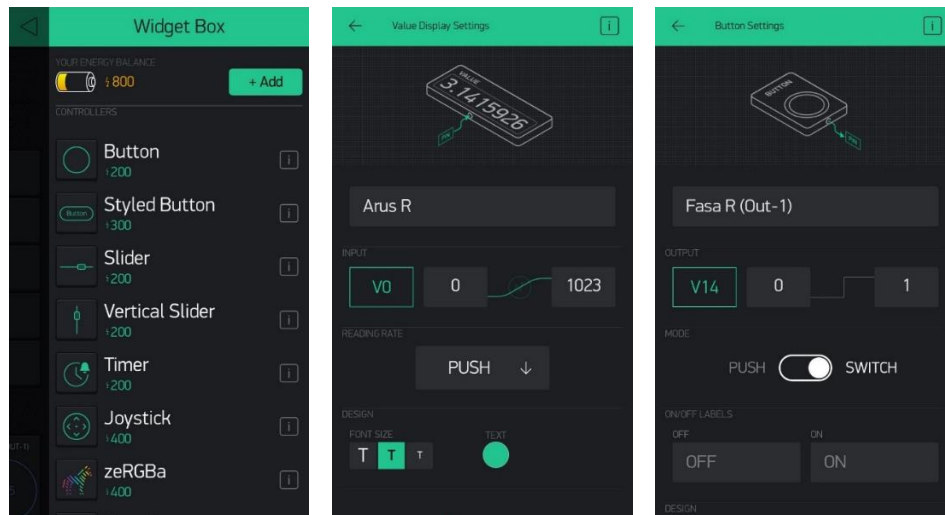 Widget Box
YOUR ENERGY BALANCE
800
+ Add
CONTROLLERS
Button
200
Button
Styled Button
300
Slider
200
Vertical Slider
200
Timer
200
Joystick
400
zeRGBa
400
Value Display Settings
i
VALUE
3.1415926
PIN
Arus R
INPUT
V0 0 1023
READING RATE
PUSH ↓
DESIGN
FONT SIZE TEXT
T T T
Button Settings
i
BUTTON
PIN
Fasa R (Out-1)
OUTPUT
V14 0 1
MODE
PUSH SWITCH
ON/OFF LABELS
OFF ON
OFF ON
DESIGN